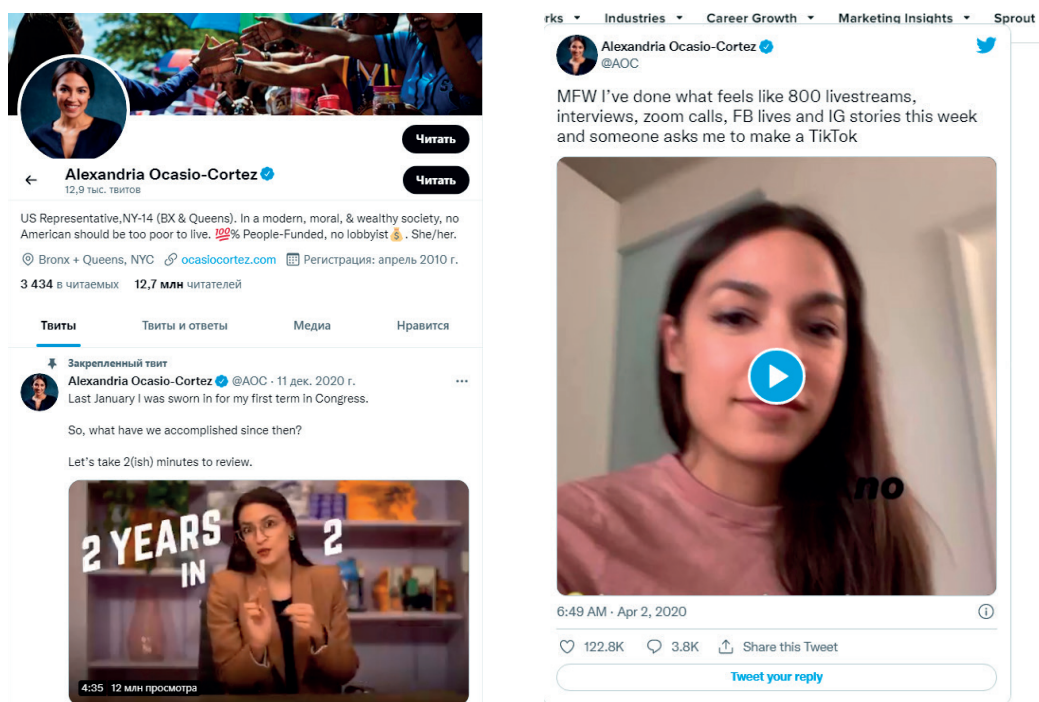 Читать
Alexandria Ocasio-Cortez
12,9 тыс. твитов
Читать
US Representative,NY-14 (BX & Queens). In a modern, moral, & wealthy society, no
American should be too poor to live. 💯% People-Funded, no lobbyist💰. She/her.
Bronx + Queens, NYC ocasiocortez.com Регистрация: апрель 2010 г.
3 434 в читаемых 12,7 млн читателей
Твиты Твиты и ответы Медиа Нравится
Закрепленный твит
Alexandria Ocasio-Cortez @AOC · 11 дек. 2020 г.
Last January I was sworn in for my first term in Congress.
So, what have we accomplished since then?
Let's take 2(ish) minutes to review.
2 YEARS 2
IN
4:35 12 млн просмотра
rks Industries Career Growth Marketing Insights Sprout
Alexandria Ocasio-Cortez
@AOC
MFW I've done what feels like 800 livestreams,
interviews, zoom calls, FB lives and IG stories this week
and someone asks me to make a TikTok
no
6:49 AM · Apr 2, 2020
122.8K 3.8K Share this Tweet
Tweet your reply